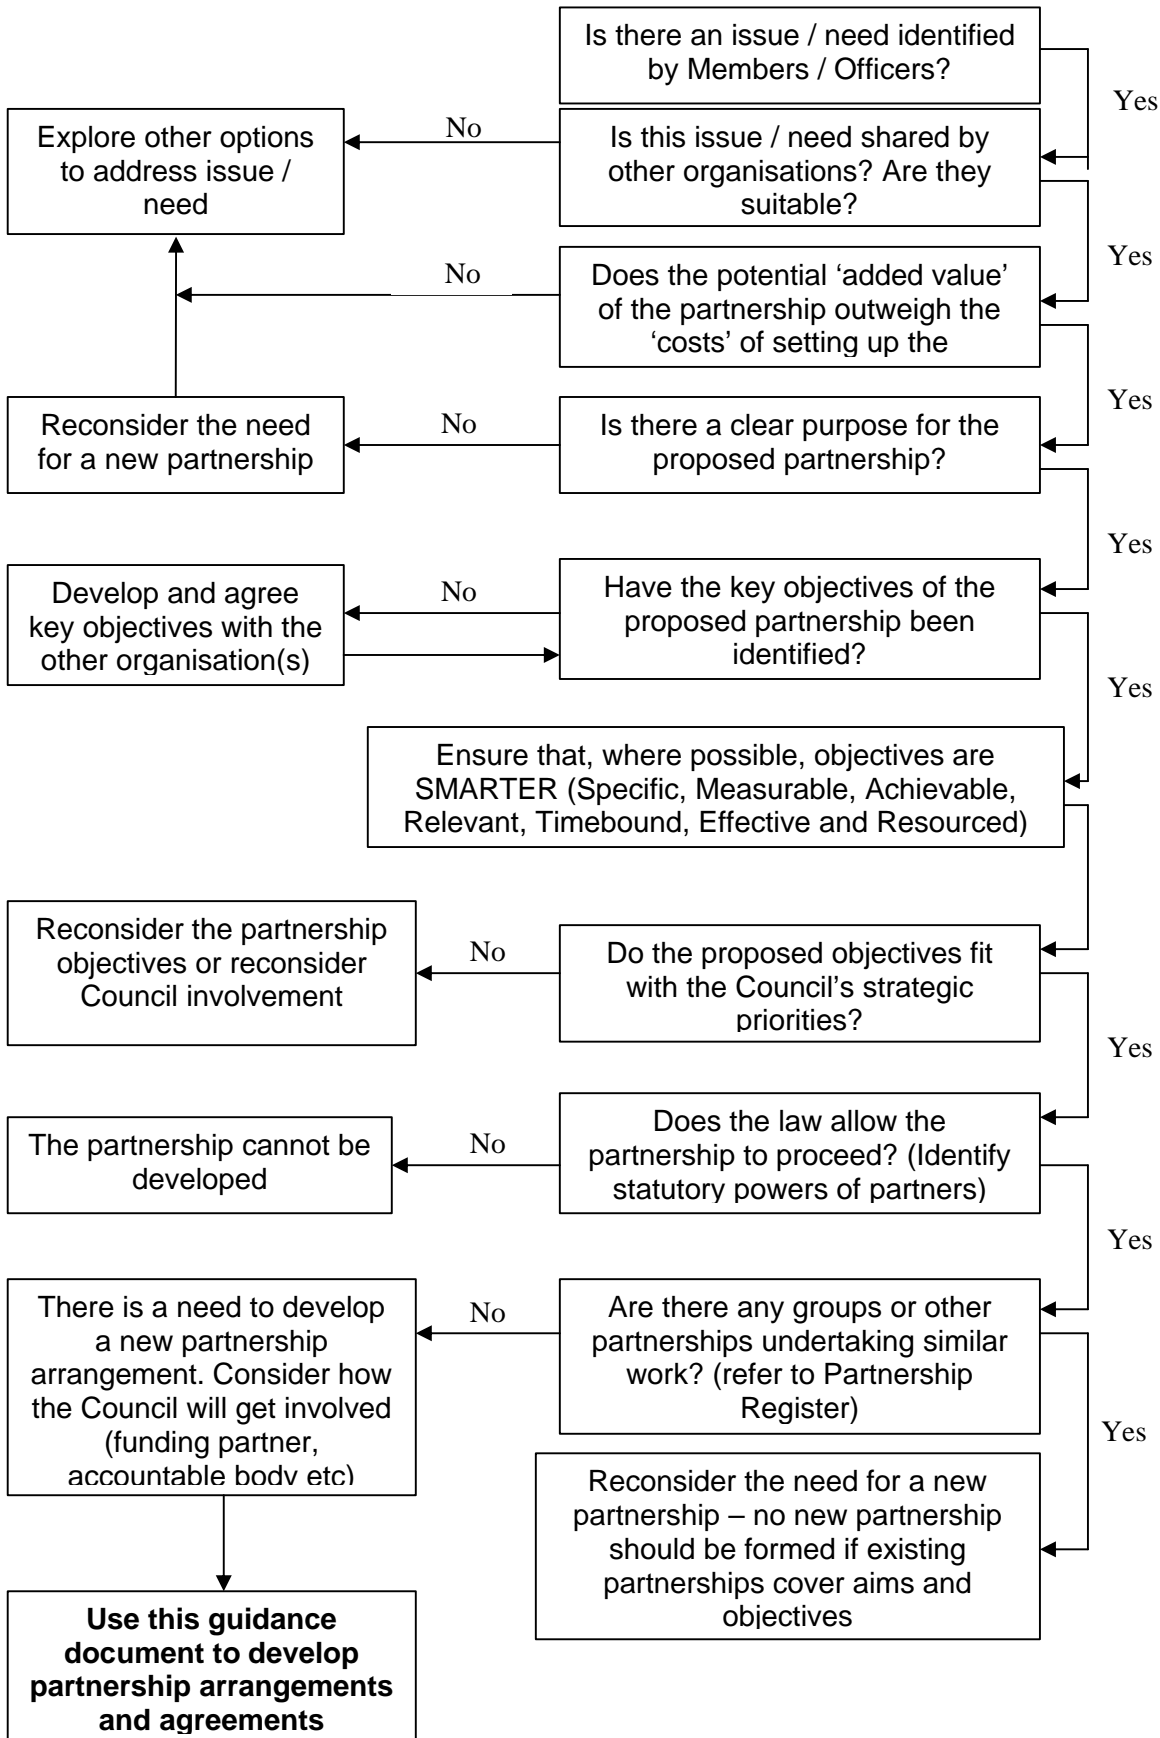 Is there an issue / need identified
by Members / Officers?
Yes
Explore other options
to address issue /
need
No
Is this issue / need shared by
other organisations? Are they
suitable?
Yes
No
Does the potential ‘added value’
of the partnership outweigh the
‘costs’ of setting up the
Yes
Reconsider the need
for a new partnership
No
Is there a clear purpose for the
proposed partnership?
Yes
Develop and agree
key objectives with the
other organisation(s)
No
Have the key objectives of the
proposed partnership been
identified?
Yes
Ensure that, where possible, objectives are
SMARTER (Specific, Measurable, Achievable,
Relevant, Timebound, Effective and Resourced)
Reconsider the partnership
objectives or reconsider
Council involvement
No
Do the proposed objectives fit
with the Council’s strategic
priorities?
Yes
The partnership cannot be
developed
No
Does the law allow the
partnership to proceed? (Identify
statutory powers of partners)
Yes
There is a need to develop
a new partnership
arrangement. Consider how
the Council will get involved
(funding partner,
accountable body etc)
No
Are there any groups or other
partnerships undertaking similar
work? (refer to Partnership
Register)
Yes
Reconsider the need for a new
partnership – no new partnership
should be formed if existing
partnerships cover aims and
objectives
Use this guidance
document to develop
partnership arrangements
and agreements